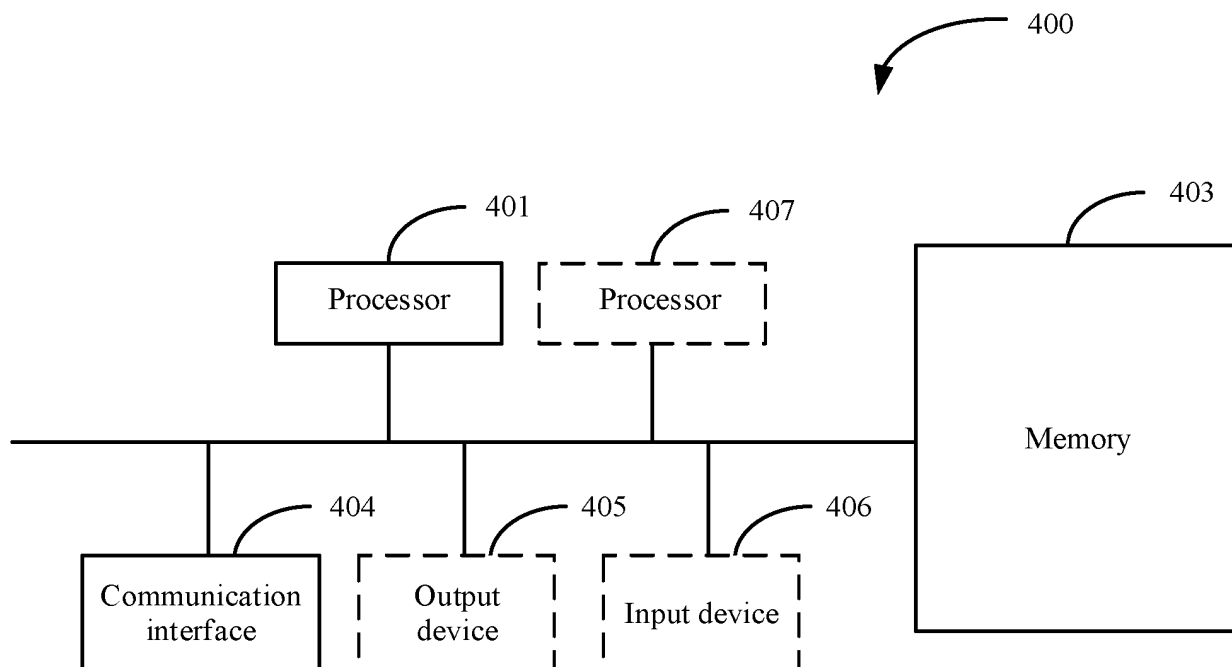 400
401
407
403
Processor
Processor
Memory
404
405
406
Communication
interface
Output
device
Input device